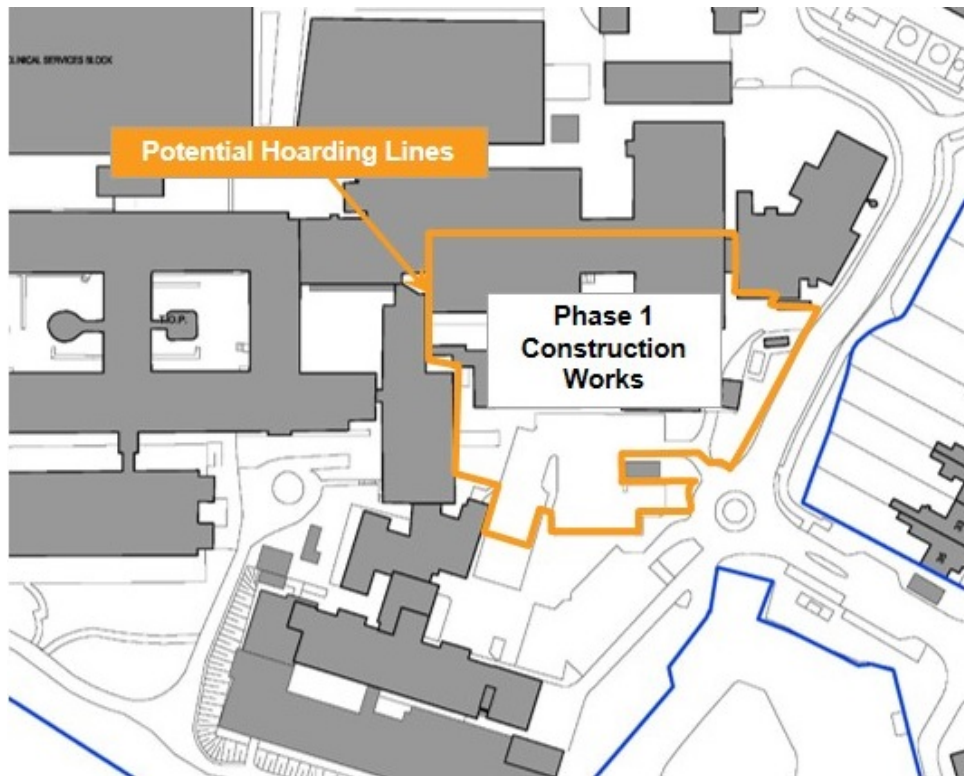 CLINICAL SERVICES BLOCK
Potential Hoarding Lines
T.O.P.
Phase 1
Construction
Works